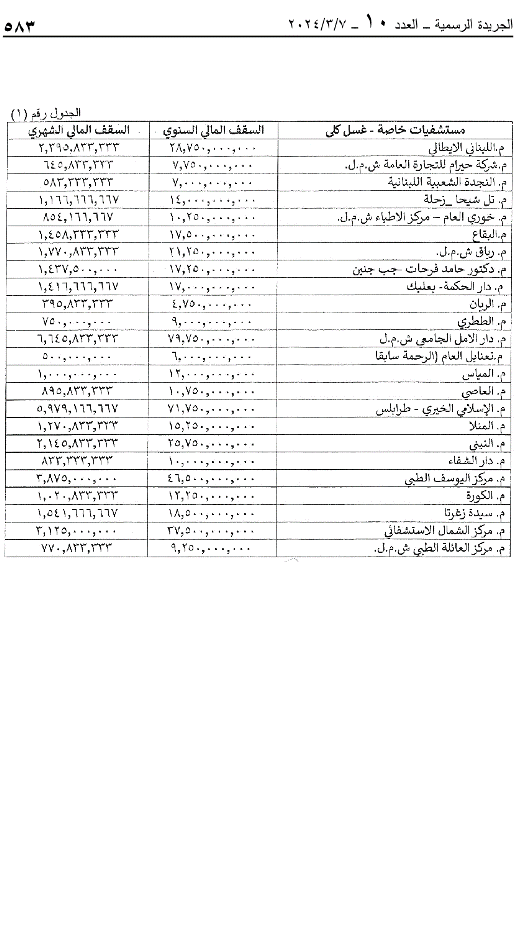 الجريدة الرسمية – العدد ١٠ – ٢٠٢٤/٣/٧ ٥٨٣
الجدول رقم (١)
مستشفيات خاصة - غسل كلى السقف المالي السنوي السقف المالي الشهري
م.اللبناني الايطالي ٢٨,٧٥٠,٠٠٠,٠٠٠ ٢,٣٩٥,٨٣٣,٣٣٣
م.شركة حيرام للتجارة العامة ش.م.ل. ٧,٧٥٠,٠٠٠,٠٠٠ ٦٤٥,٨٣٣,٣٣٣
م. النجدة الشعبية اللبنانية ٧,٠٠٠,٠٠٠,٠٠٠ ٥٨٣,٣٣٣,٣٣٣
م. تل شيحا _زحلة ١٤,٠٠٠,٠٠٠,٠٠٠ ١,١٦٦,٦٦٦,٦٦٧
م. خوري العام – مركز الاطباء ش.م.ل. ١٠,٢٥٠,٠٠٠,٠٠٠ ٨٥٤,١٦٦,٦٦٧
م. البقاع ١٧,٥٠٠,٠٠٠,٠٠٠ ١,٤٥٨,٣٣٣,٣٣٣
م. رياق ش.م.ل. ٢١,٢٥٠,٠٠٠,٠٠٠ ١,٧٧٠,٨٣٣,٣٣٣
م. دكتور حامد فرحات -جب جنين ١٧,٢٥٠,٠٠٠,٠٠٠ ١,٤٣٧,٥٠٠,٠٠٠
م. دار الحكمة- بعلبك ١٧,٠٠٠,٠٠٠,٠٠٠ ١,٤١٦,٦٦٦,٦٦٧
م. الريان ٤,٧٥٠,٠٠٠,٠٠٠ ٣٩٥,٨٣٣,٣٣٣
م. الططري ٩,٠٠٠,٠٠٠,٠٠٠ ٧٥٠,٠٠٠,٠٠٠
م. دار الامل الجامعي ش.م.ل ٧٩,٧٥٠,٠٠٠,٠٠٠ ٦,٦٤٥,٨٣٣,٣٣٣
م.تعنايل العام (الرحمة سابقا ٦,٠٠٠,٠٠٠,٠٠٠ ٥٠٠,٠٠٠,٠٠٠
م. المياس ١٢,٠٠٠,٠٠٠,٠٠٠ ١,٠٠٠,٠٠٠,٠٠٠
م. العاصي ١٠,٧٥٠,٠٠٠,٠٠٠ ٨٩٥,٨٣٣,٣٣٣
م. الإسلامي الخيري - طرابلس ٧١,٧٥٠,٠٠٠,٠٠٠ ٥,٩٧٩,١٦٦,٦٦٧
م. المنلا ١٥,٢٥٠,٠٠٠,٠٠٠ ١,٢٧٠,٨٣٣,٣٣٣
م. النيني ٢٥,٧٥٠,٠٠٠,٠٠٠ ٢,١٤٥,٨٣٣,٣٣٣
م. دار الشفاء ١٠,٠٠٠,٠٠٠,٠٠٠ ٨٣٣,٣٣٣,٣٣٣
م. مركز اليوسف الطبي ٤٦,٥٠٠,٠٠٠,٠٠٠ ٣,٨٧٥,٠٠٠,٠٠٠
م. الكورة ١٢,٢٥٠,٠٠٠,٠٠٠ ١,٠٢٠,٨٣٣,٣٣٣
م. سيدة زغرتا ١٨,٥٠٠,٠٠٠,٠٠٠ ١,٥٤١,٦٦٦,٦٦٧
م. مركز الشمال الاستشفائي ٣٧,٥٠٠,٠٠٠,٠٠٠ ٣,١٢٥,٠٠٠,٠٠٠
م. مركز العائلة الطبي ش.م.ل. ٩,٢٥٠,٠٠٠,٠٠٠ ٧٧٠,٨٣٣,٣٣٣